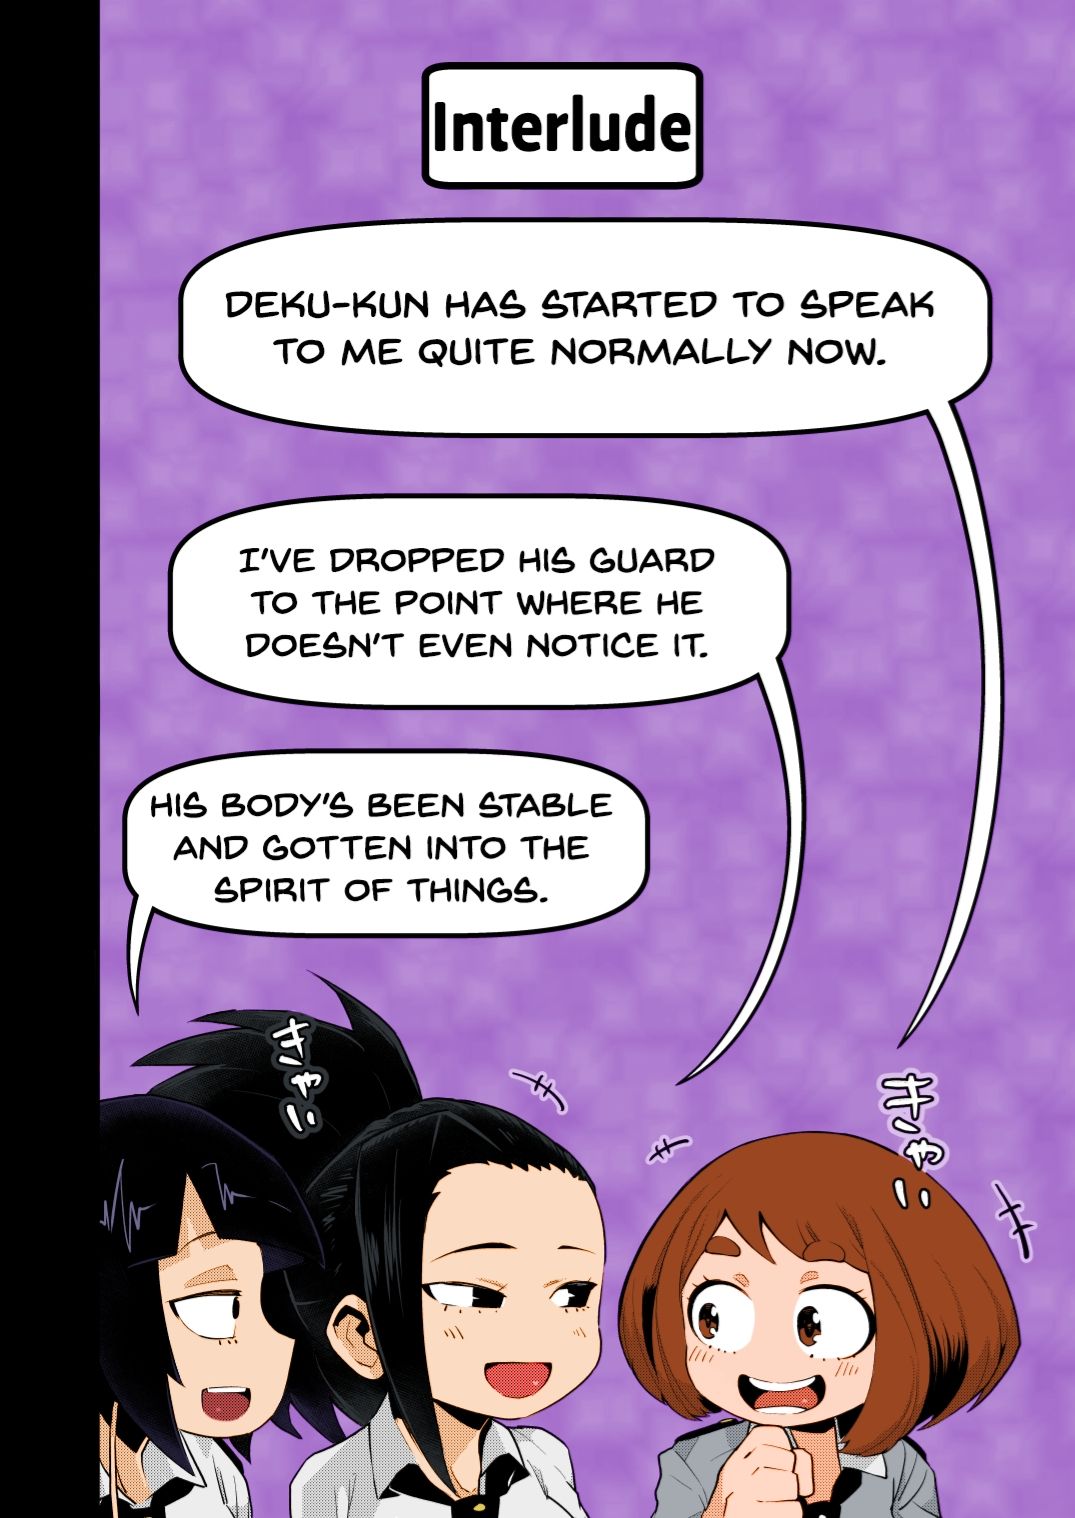 Interlude
DEKU-KUN HAS STARTED TO SPEAK
TO ME QUITE NORMALLY NOW.
I'VE DROPPED HIS GUARD
TO THE POINT WHERE HE
DOESN'T EVEN NOTICE IT.
HIS BODY'S BEEN STABLE
AND GOTTEN INTO THE
SPIRIT OF THINGS.
きゃい
きゃい